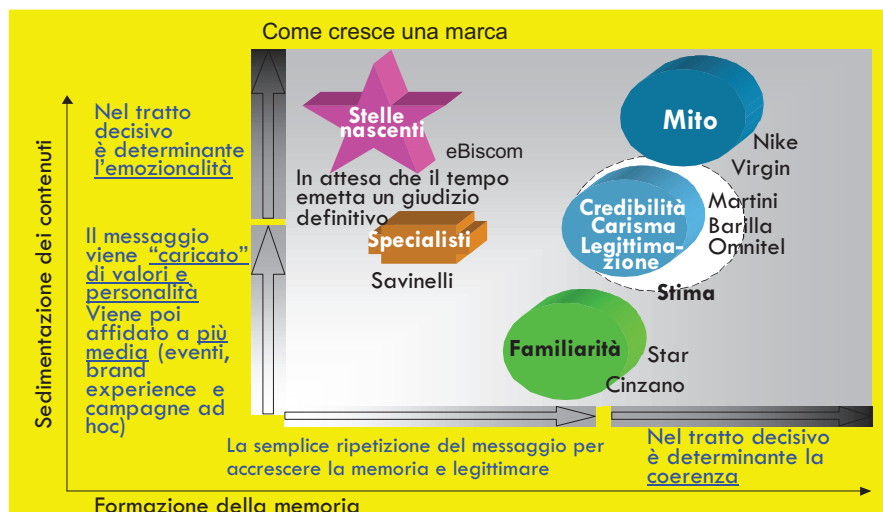 Come cresce una marca
Sedimentazione dei contenuti
Nel tratto
decisivo
è determinante
l'emozionalità
Il messaggio
viene "caricato"
di valori e
personalità
Viene poi
affidato a più
media (eventi,
brand
experience e
campagne ad
hoc)
Stelle
nascenti
eBiscom
In attesa che il tempo
emetta un giudizio
definitivo
Specialisti
Savinelli
Mito
Nike
Virgin
Credibilità
Carisma
Legittima-
zione
Martini
Barilla
Omnitel
Stima
Familiarità
Star
Cinzano
La semplice ripetizione del messaggio per
accrescere la memoria e legittimare
Nel tratto decisivo
è determinante la
coerenza
Formazione della memoria